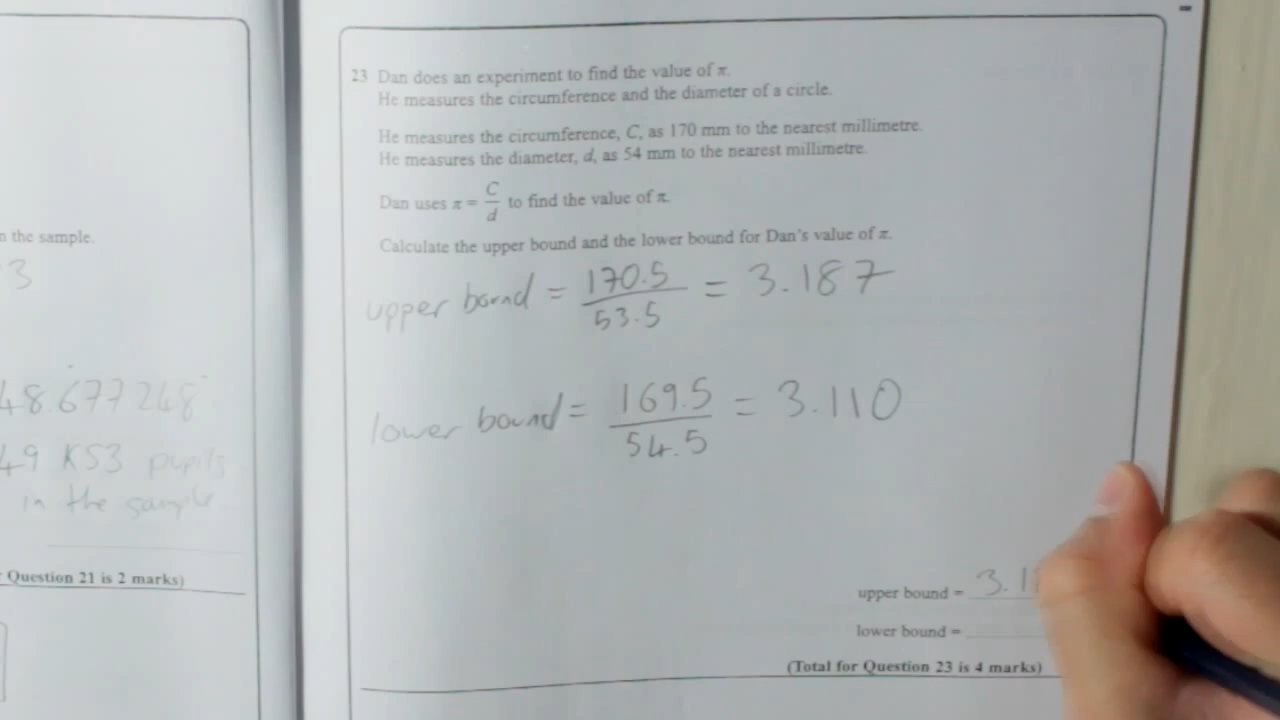 n the sample.
3
48.677248
49 KS3 pupils
in the sample
Question 21 is 2 marks)
23 Dan does an experiment to find the value of π.
He measures the circumference and the diameter of a circle.
He measures the circumference, C, as 170 mm to the nearest millimetre.
He measures the diameter, d, as 54 mm to the nearest millimetre.
Dan uses π = C/d to find the value of π.
Calculate the upper bound and the lower bound for Dan's value of π.
upper bound = 170.5/53.5 = 3.187
lower bound = 169.5/54.5 = 3.110
upper bound = 3.1
lower bound =
(Total for Question 23 is 4 marks)